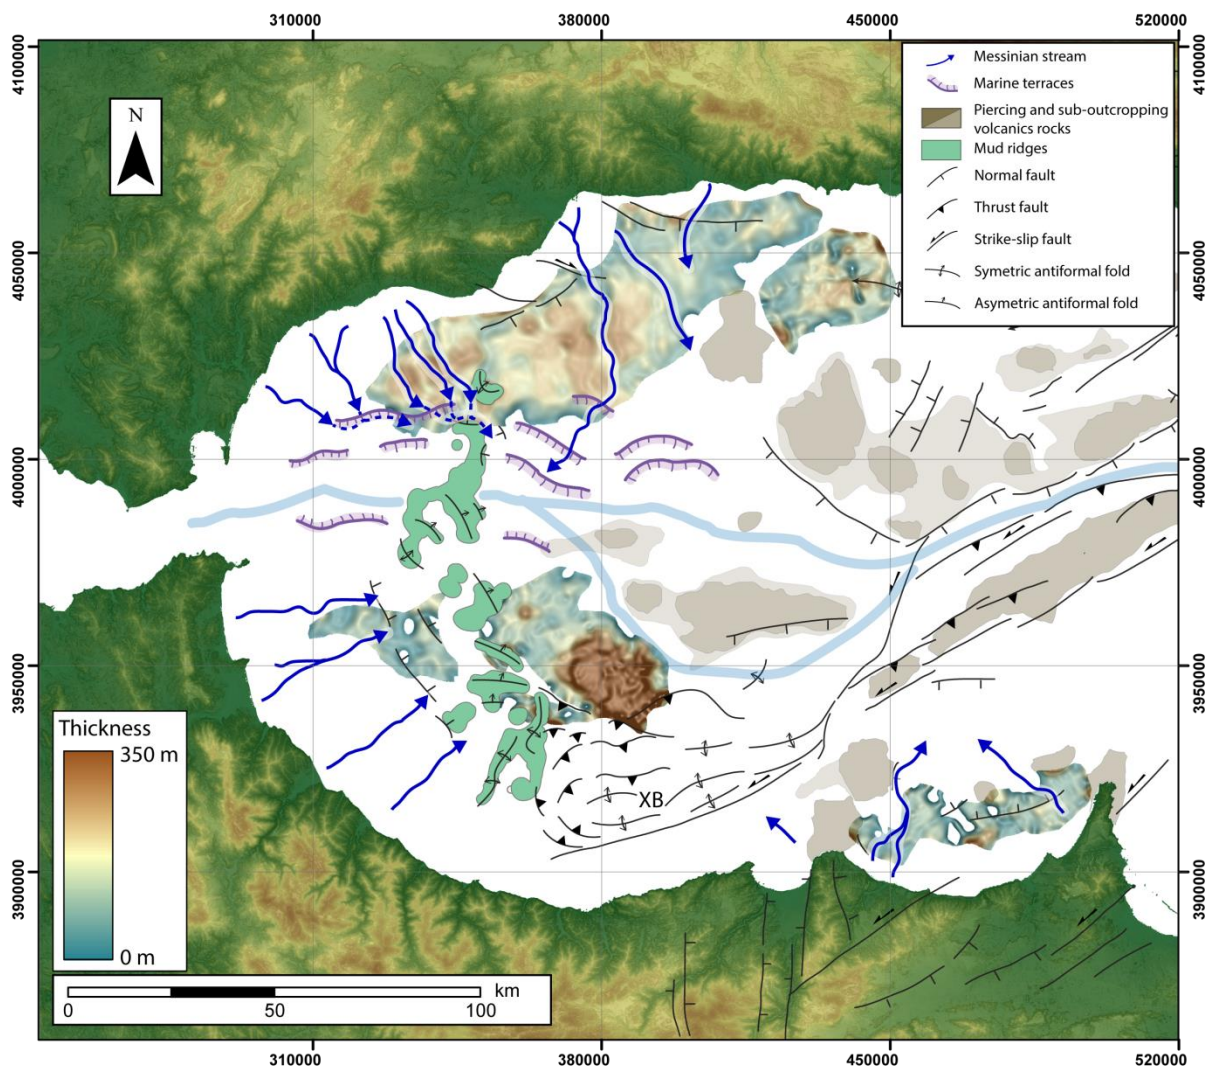 310000
380000
450000
520000
4100000
4100000
N
Messinian stream
Marine terraces
Piercing and sub-outcropping
volcanics rocks
Mud ridges
Normal fault
Thrust fault
Strike-slip fault
Symetric antiformal fold
Asymetric antiformal fold
4050000
4050000
4000000
4000000
3950000
3950000
XB
Thickness
350 m
0 m
3900000
3900000
km
0
50
100
310000
380000
450000
520000